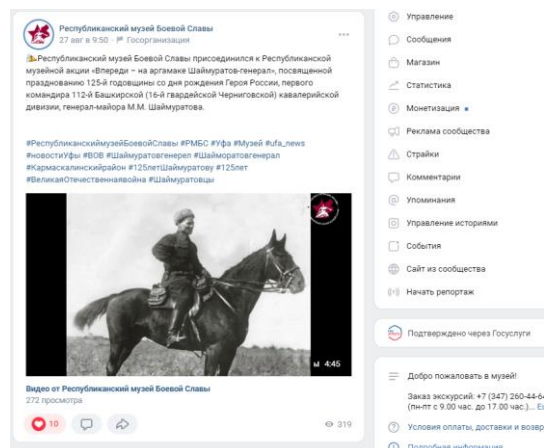 Республиканский музей Боевой Славы
27 авг в 9:50 · Госорганизация
Республиканский музей Боевой Славы присоединился к Республиканской
музейной акции «Впереди – на аргамаке Шаймуратов-генерал», посвященной
празднованию 125-й годовщины со дня рождения Героя России, первого
командира 112-й Башкирской (16-й гвардейской Черниговской) кавалерийской
дивизии, генерал-майора М.М. Шаймуратова.
#РеспубликанскиймузейБоевойСлавы #РМБС #Уфа #Музей #ufa_news
#новостиУфы #ВОВ #Шаймуратовгенерел #Шайморатовгенерал
#Кармаскалинскийрайон #125летШаймуратову #125лет
#ВеликаяОтечественнаявойна #Шаймуратовцы
4:45
Видео от Республиканский музей Боевой Славы
272 просмотра
10
319
Управление
Сообщения
Магазин
Статистика
Монетизация
Реклама сообщества
Страйки
Комментарии
Упоминания
Управление историями
События
Сайт из сообщества
Начать репортаж
Подтверждено через Госуслуги
Добро пожаловать в музей!
Заказ экскурсий: +7 (347) 260-44-64
(пн-пт с 9.00 час. до 17.00 час.)...
Условия оплаты, доставки и возвр
Подробная информация